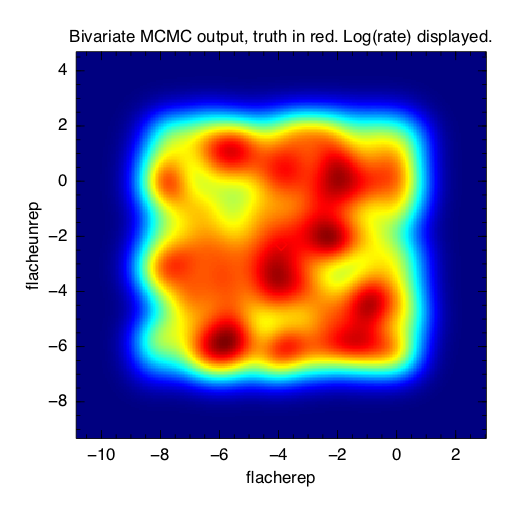 Bivariate MCMC output, truth in red. Log(rate) displayed.
4
2
0
−2
−4
−6
−8
flacheunrep
−10 −8 −6 −4 −2 0 2
flacherep